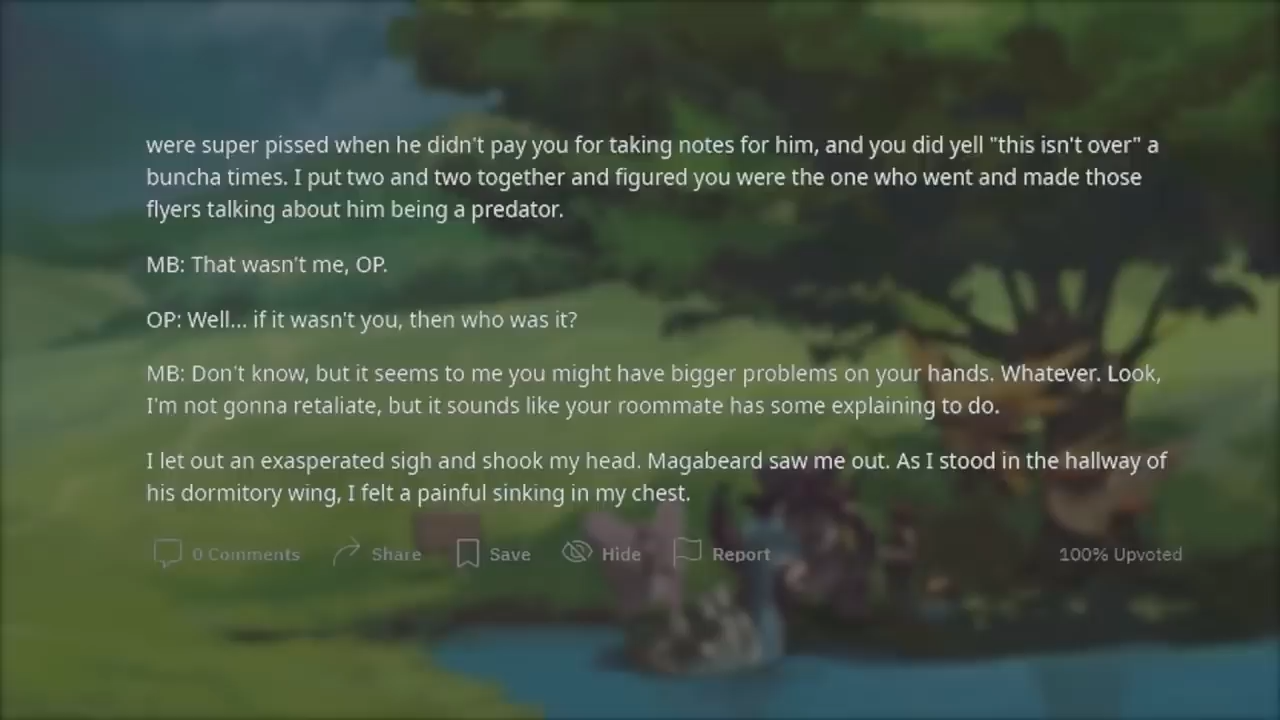 were super pissed when he didn't pay you for taking notes for him, and you did yell "this isn't over" a
buncha times. I put two and two together and figured you were the one who went and made those
flyers talking about him being a predator.
MB: That wasn't me, OP.
OP: Well... if it wasn't you, then who was it?
MB: Don't know, but it seems to me you might have bigger problems on your hands. Whatever. Look,
I'm not gonna retaliate, but it sounds like your roommate has some explaining to do.
I let out an exasperated sigh and shook my head. Magabeard saw me out. As I stood in the hallway of
his dormitory wing, I felt a painful sinking in my chest.
0 Comments Share Save Hide Report 100% Upvoted